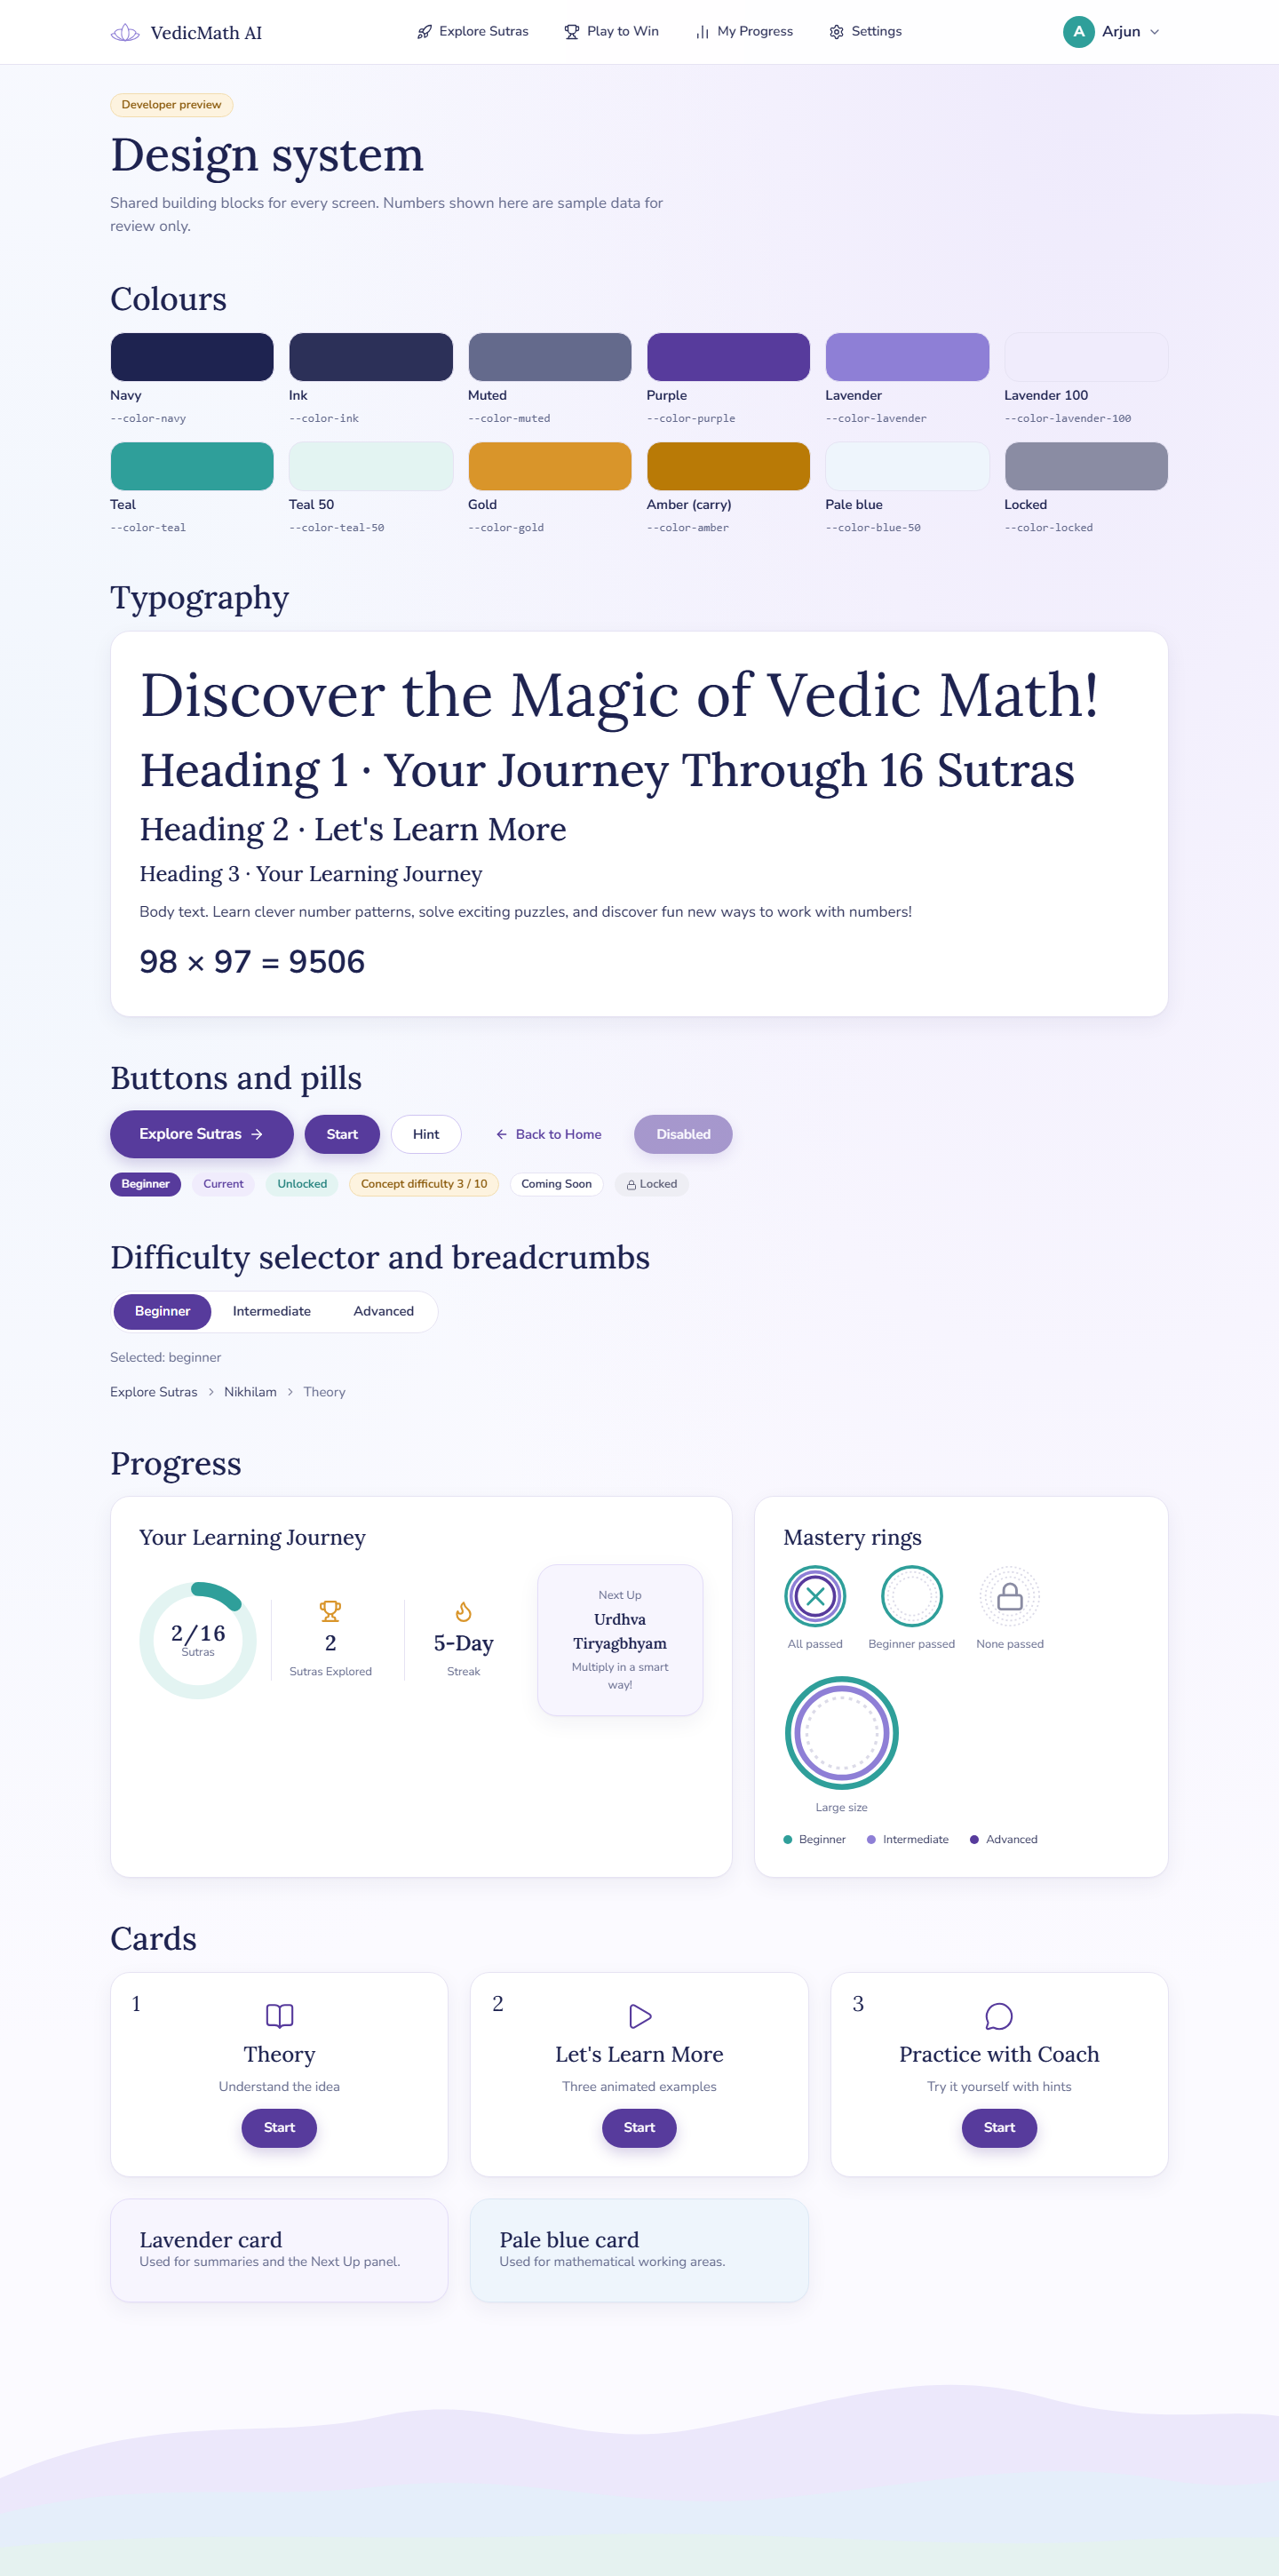 VedicMath AI
Explore Sutras
Play to Win
My Progress
Settings
A
Arjun
Developer preview
Design system
Shared building blocks for every screen. Numbers shown here are sample data for
review only.
Colours
Navy
Ink
Muted
Purple
Lavender
Lavender 100
--color-navy
--color-ink
--color-muted
--color-purple
--color-lavender
--color-lavender-100
Teal
Teal 50
Gold
Amber (carry)
Pale blue
Locked
--color-teal
--color-teal-50
--color-gold
--color-amber
--color-blue-50
--color-locked
Typography
Discover the Magic of Vedic Math!
Heading 1 · Your Journey Through 16 Sutras
Heading 2 · Let's Learn More
Heading 3 · Your Learning Journey
Body text. Learn clever number patterns, solve exciting puzzles, and discover fun new ways to work with numbers!
98 × 97 = 9506
Buttons and pills
Explore Sutras →
Start
Hint
← Back to Home
Disabled
Beginner
Current
Unlocked
Concept difficulty 3 / 10
Coming Soon
Locked
Difficulty selector and breadcrumbs
Beginner
Intermediate
Advanced
Selected: beginner
Explore Sutras > Nikhilam > Theory
Progress
Your Learning Journey
2/16
Sutras
2
Sutras Explored
5-Day
Streak
Next Up
Urdhva
Tiryagbhyam
Multiply in a smart
way!
Mastery rings
All passed
Beginner passed
None passed
Large size
Beginner
Intermediate
Advanced
Cards
1
Theory
Understand the idea
Start
2
Let's Learn More
Three animated examples
Start
3
Practice with Coach
Try it yourself with hints
Start
Lavender card
Used for summaries and the Next Up panel.
Pale blue card
Used for mathematical working areas.